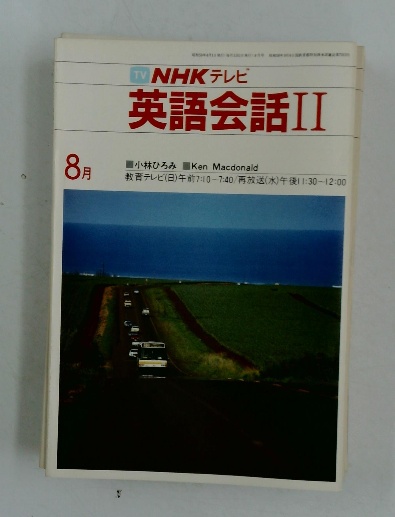 TV NHKテレビ
英語会話II
8月
■小林ひろみ ■Ken Macdonald
教育テレビ(日)午前7:10-7:40/再放送(水)午後11:30-12:00